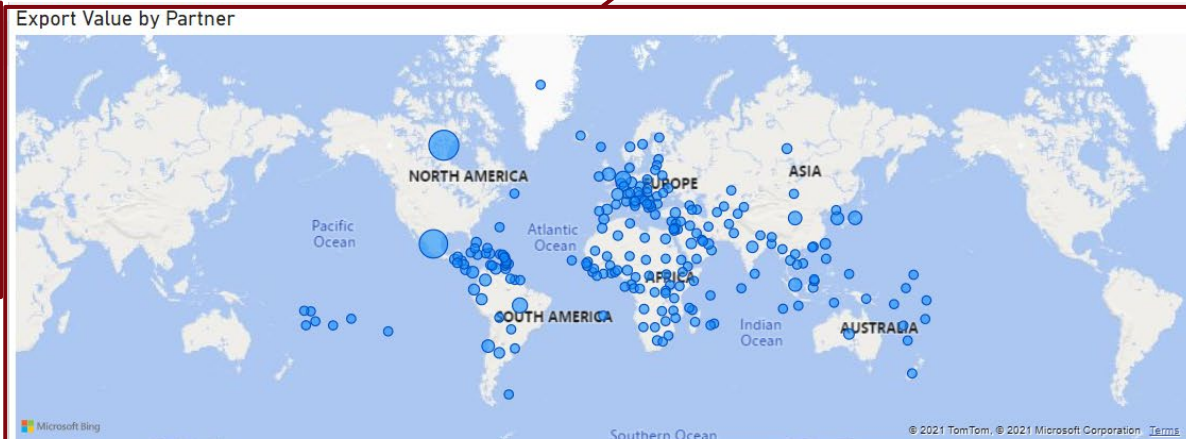 Export Value by Partner
NORTH AMERICA
EUROPE
ASIA
Pacific
Ocean
Atlantic
Ocean
AFRICA
SOUTH AMERICA
Indian
Ocean
AUSTRALIA
Southern Ocean
Microsoft Bing
© 2021 TomTom, © 2021 Microsoft Corporation Terms